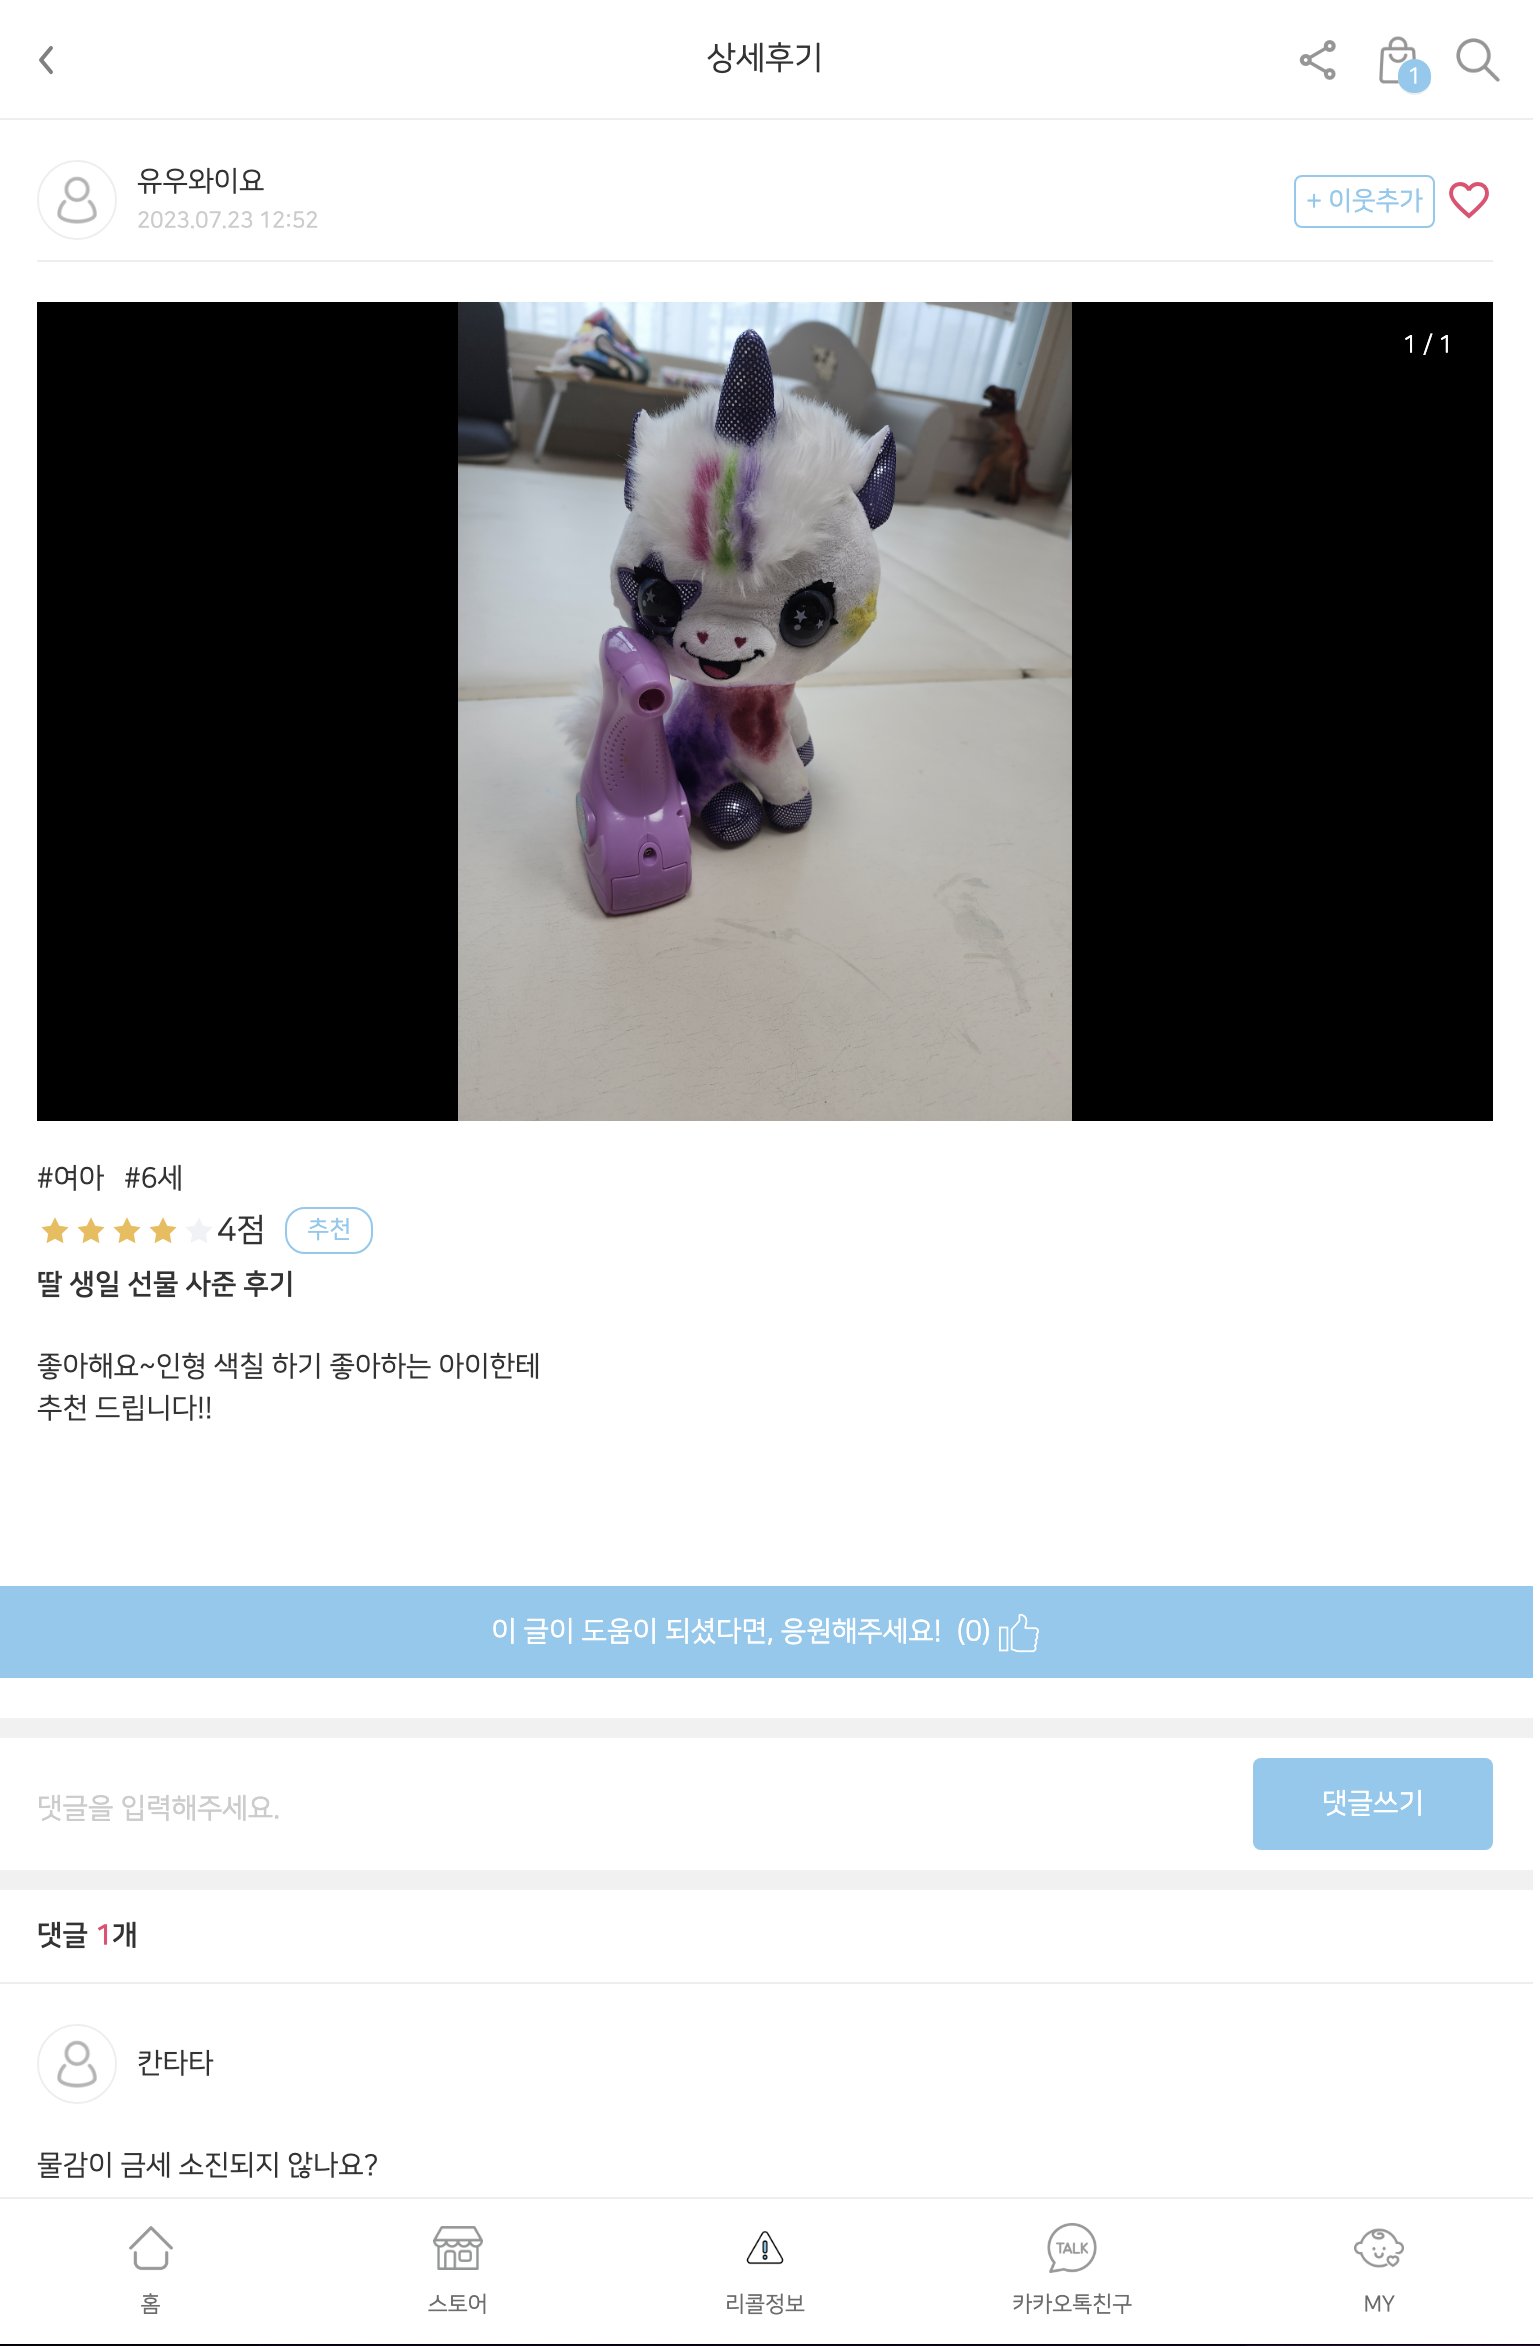 상세후기
1
유우와이요
2023.07.23 12:52
+ 이웃추가
1 / 1
#여아 #6세
4점 추천
딸 생일 선물 사준 후기
좋아해요~인형 색칠 하기 좋아하는 아이한테
추천 드립니다!!
이 글이 도움이 되셨다면, 응원해주세요! (0)
댓글을 입력해주세요.
댓글쓰기
댓글 1개
칸타타
물감이 금세 소진되지 않나요?
TALK
홈 스토어 리콜정보 카카오톡친구 MY